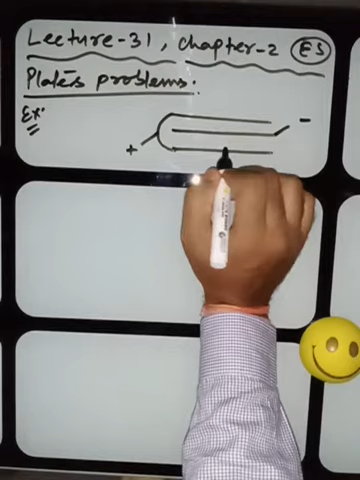 Lecture-31, chapter-2 ES
Plates problems.
Ex:
-
+